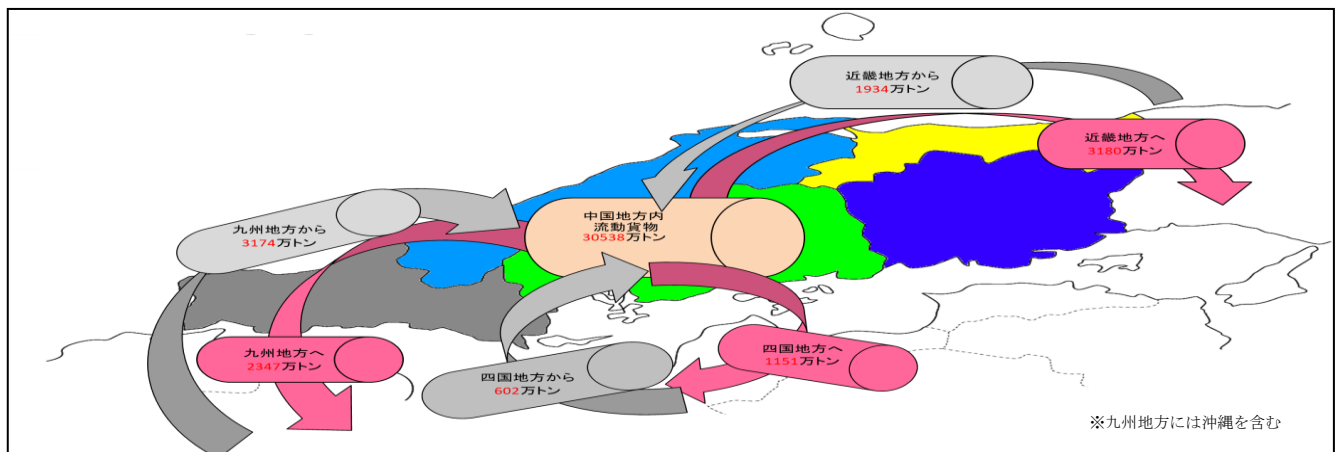 近畿地方から
1934万トン
近畿地方へ
3180万トン
九州地方から
3174万トン
中国地方内
流動貨物
30538万トン
九州地方へ
2347万トン
四国地方から
602万トン
四国地方へ
1151万トン
※九州地方には沖縄を含む